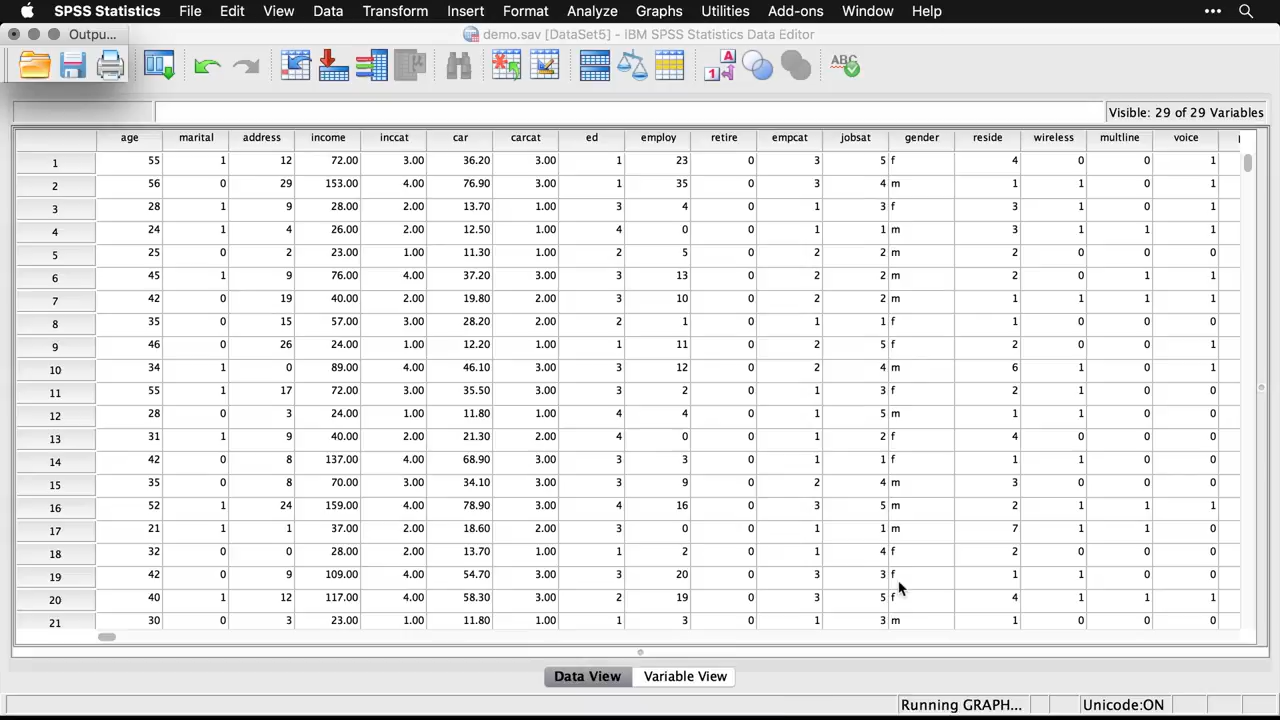 SPSS Statistics File Edit View Data Transform Insert Format Analyze Graphs Utilities Add-ons Window Help
Outpu... demo.sav [DataSet5] - IBM SPSS Statistics Data Editor
A
1 4
ABC
Visible: 29 of 29 Variables
age marital address income inccat car carcat ed employ retire empcat jobsat gender reside wireless multline voice
1 55 1 12 72.00 3.00 36.20 3.00 1 23 0 3 5 f 4 0 0 1
2 56 0 29 153.00 4.00 76.90 3.00 1 35 0 3 4 m 1 1 0 1
3 28 1 9 28.00 2.00 13.70 1.00 3 4 0 1 3 f 3 1 0 1
4 24 1 4 26.00 2.00 12.50 1.00 4 0 0 1 1 m 3 1 1 1
5 25 0 2 23.00 1.00 11.30 1.00 2 5 0 2 2 m 2 0 0 0
6 45 1 9 76.00 4.00 37.20 3.00 3 13 0 2 2 m 2 0 1 1
7 42 0 19 40.00 2.00 19.80 2.00 3 10 0 2 2 m 1 1 1 1
8 35 0 15 57.00 3.00 28.20 2.00 2 1 0 1 1 f 1 0 0 0
9 46 0 26 24.00 1.00 12.20 1.00 1 11 0 2 5 f 2 0 0 1
10 34 1 0 89.00 4.00 46.10 3.00 3 12 0 2 4 m 6 1 0 1
11 55 1 17 72.00 3.00 35.50 3.00 3 2 0 1 3 f 2 1 0 0
12 28 0 3 24.00 1.00 11.80 1.00 4 4 0 1 5 m 1 1 0 0
13 31 1 9 40.00 2.00 21.30 2.00 4 0 0 1 2 f 4 0 0 0
14 42 0 8 137.00 4.00 68.90 3.00 3 3 0 1 1 f 1 1 0 0
15 35 0 8 70.00 3.00 34.10 3.00 3 9 0 2 4 m 3 0 0 0
16 52 1 24 159.00 4.00 78.90 3.00 4 16 0 3 5 m 2 1 1 1
17 21 1 1 37.00 2.00 18.60 2.00 3 0 0 1 1 m 7 1 1 0
18 32 0 0 28.00 2.00 13.70 1.00 1 2 0 1 4 f 2 0 0 0
19 42 0 9 109.00 4.00 54.70 3.00 3 20 0 3 3 f 1 1 0 0
20 40 1 12 117.00 4.00 58.30 3.00 2 19 0 3 5 f 4 1 1 1
21 30 0 3 23.00 1.00 11.80 1.00 1 3 0 1 3 m 1 0 0 0
Data View Variable View
Running GRAPH... Unicode:ON